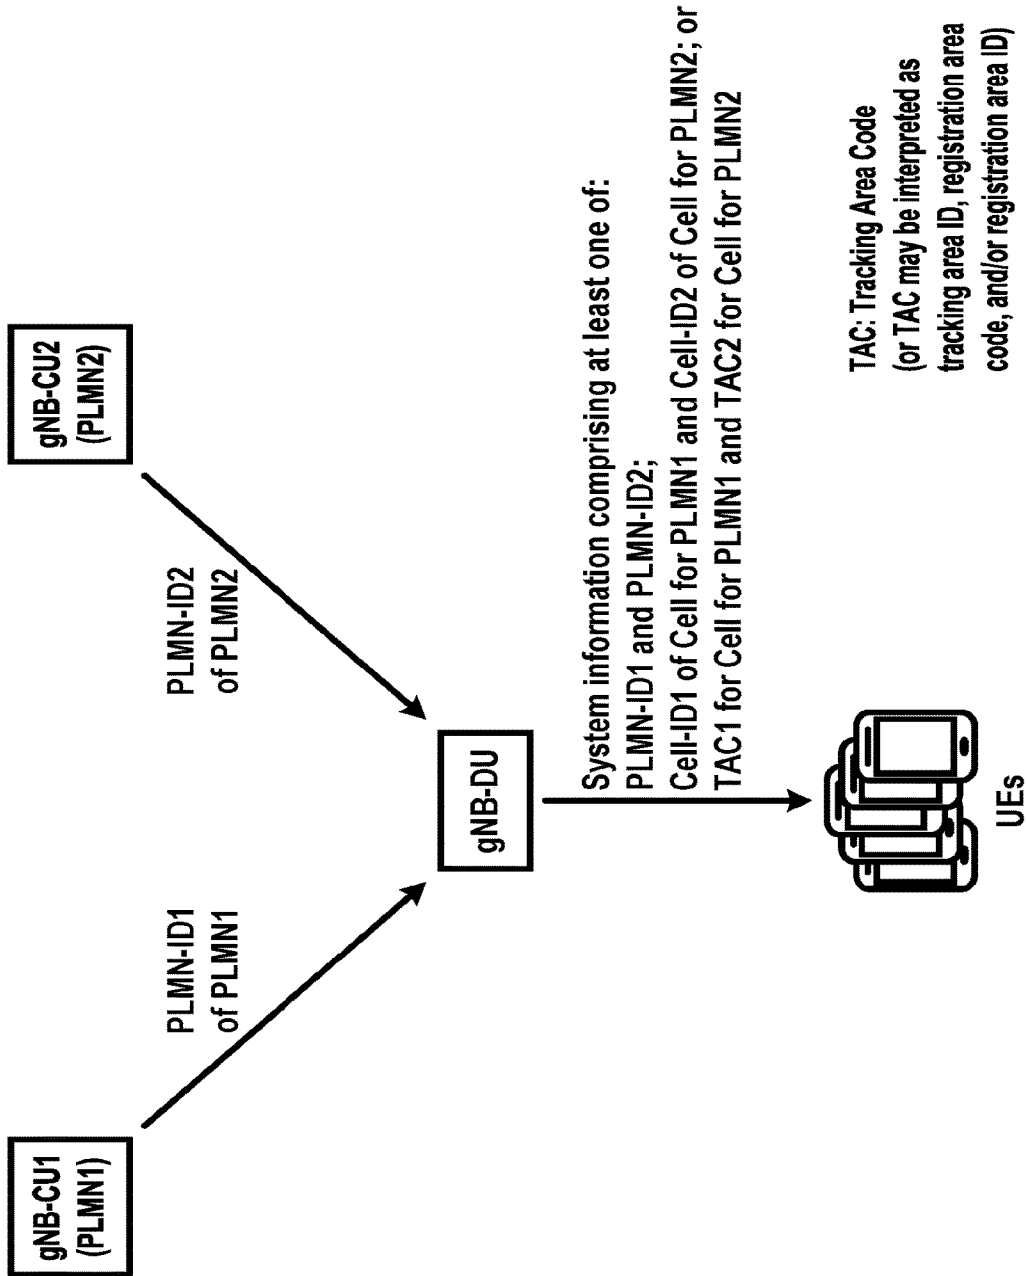 gNB-CU1
(PLMN1)
gNB-CU2
(PLMN2)
PLMN-ID1
of PLMN1
PLMN-ID2
of PLMN2
gNB-DU
System information comprising at least one of:
PLMN-ID1 and PLMN-ID2;
Cell-ID1 of Cell for PLMN1 and Cell-ID2 of Cell for PLMN2; or
TAC1 for Cell for PLMN1 and TAC2 for Cell for PLMN2
UEs
TAC: Tracking Area Code
(or TAC may be interpreted as
tracking area ID, registration area
code, and/or registration area ID)